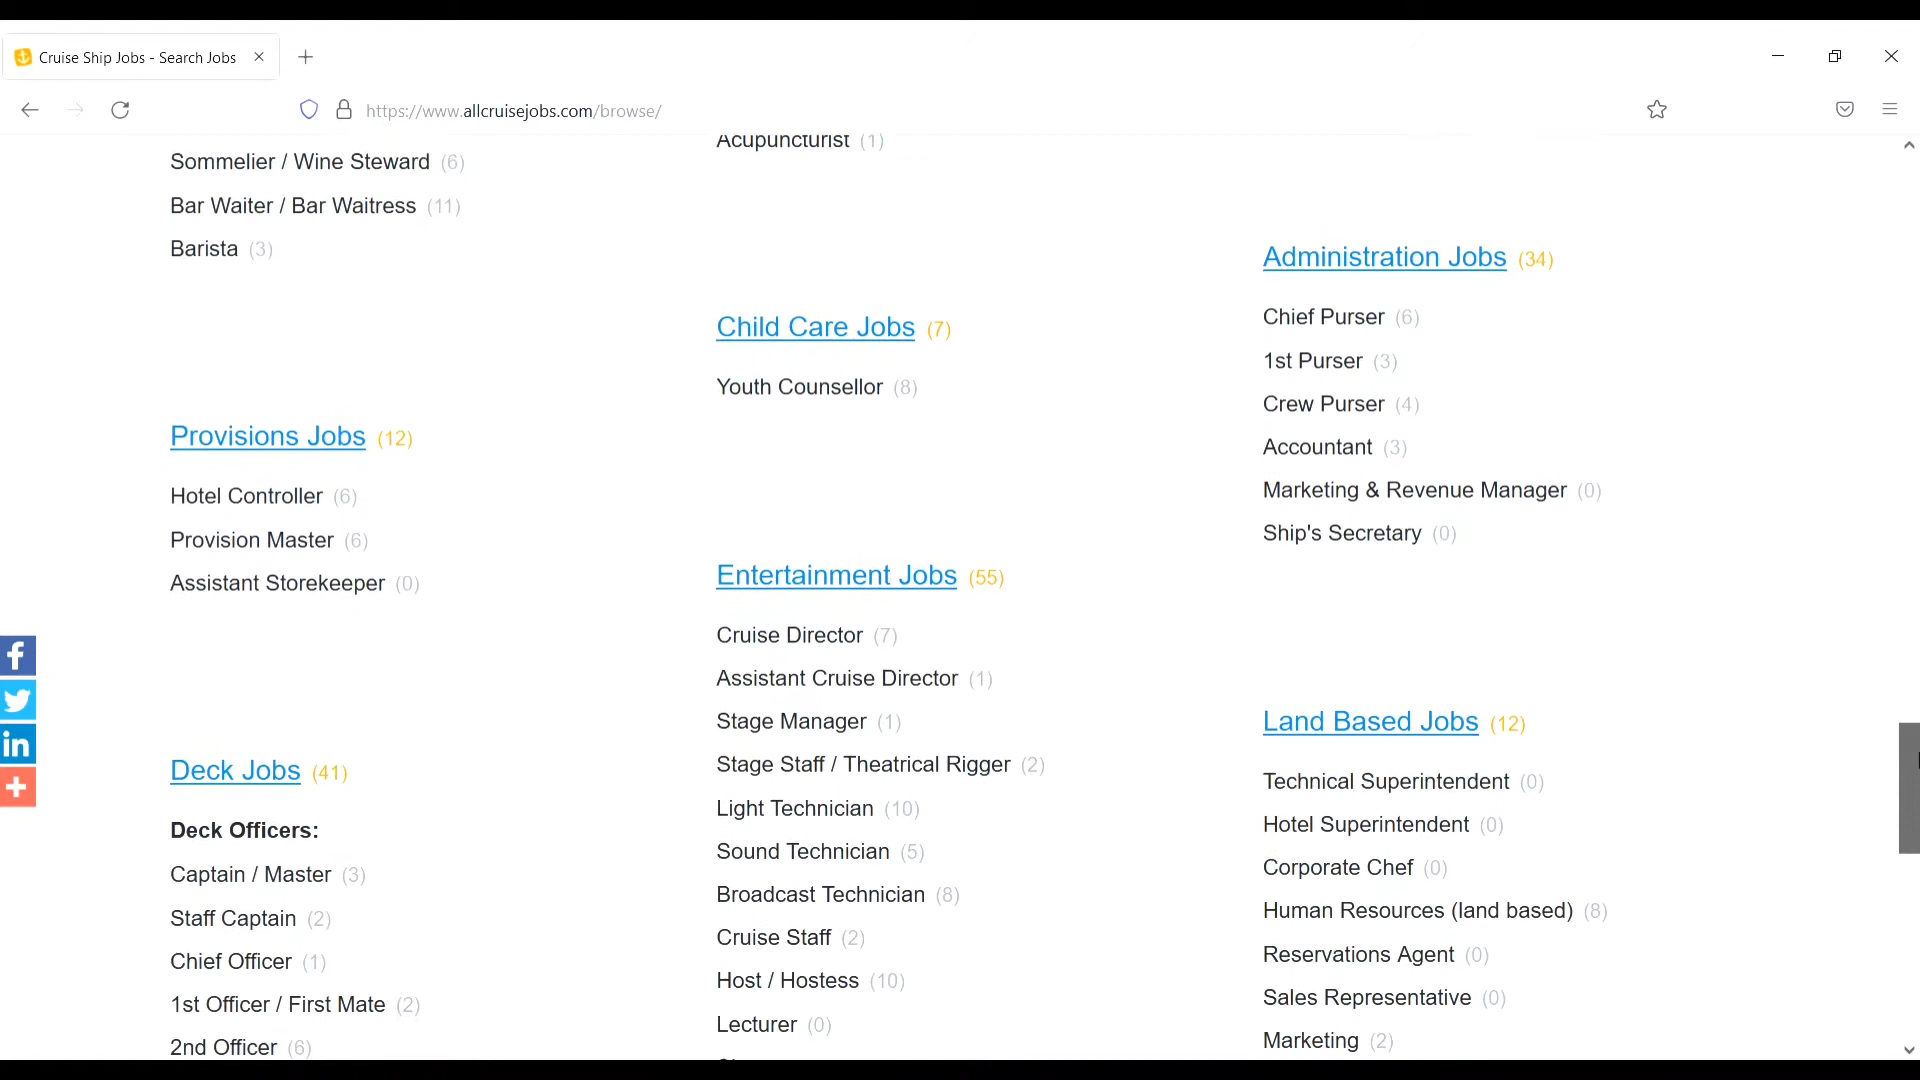 Cruise Ship Jobs - Search Jobs
https://www.allcruisejobs.com/browse/
Sommelier / Wine Steward (6)
Bar Waiter / Bar Waitress (11)
Barista (3)
Provisions Jobs (12)
Hotel Controller (6)
Provision Master (6)
Assistant Storekeeper (0)
Deck Jobs (41)
Deck Officers:
Captain / Master (3)
Staff Captain (2)
Chief Officer (1)
1st Officer / First Mate (2)
2nd Officer (6)
Acupuncturist (1)
Child Care Jobs (7)
Youth Counsellor (8)
Entertainment Jobs (55)
Cruise Director (7)
Assistant Cruise Director (1)
Stage Manager (1)
Stage Staff / Theatrical Rigger (2)
Light Technician (10)
Sound Technician (5)
Broadcast Technician (8)
Cruise Staff (2)
Host / Hostess (10)
Lecturer (0)
Administration Jobs (34)
Chief Purser (6)
1st Purser (3)
Crew Purser (4)
Accountant (3)
Marketing & Revenue Manager (0)
Ship's Secretary (0)
Land Based Jobs (12)
Technical Superintendent (0)
Hotel Superintendent (0)
Corporate Chef (0)
Human Resources (land based) (8)
Reservations Agent (0)
Sales Representative (0)
Marketing (2)